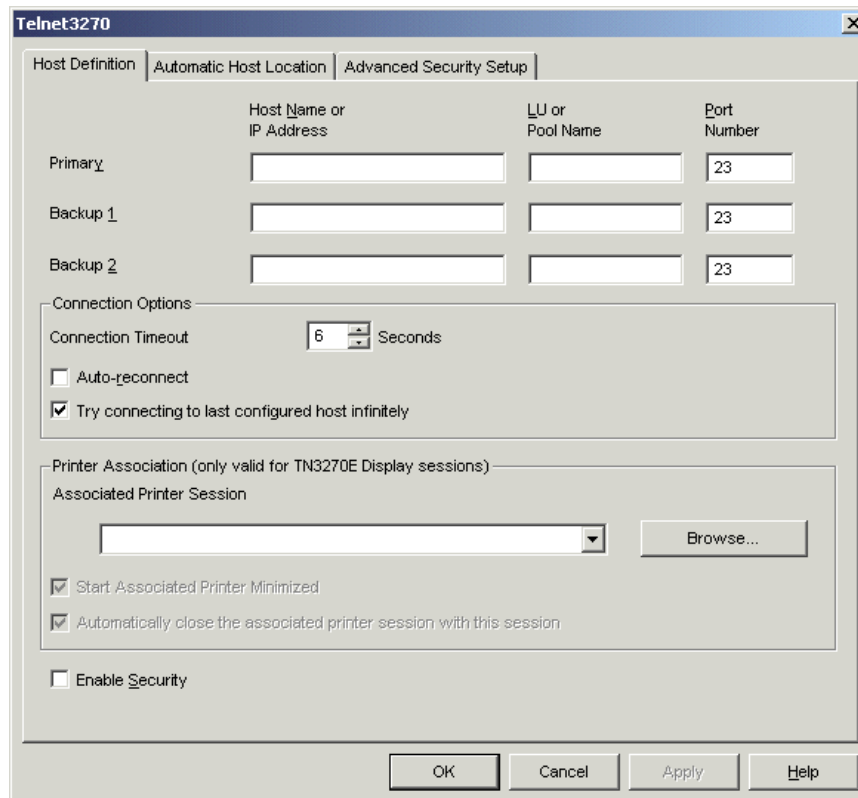 Telnet3270
Host Definition
Automatic Host Location
Advanced Security Setup
Host Name or
IP Address
LU or
Pool Name
Port
Number
Primary
23
Backup 1
23
Backup 2
23
Connection Options
Connection Timeout
6
Seconds
Auto-reconnect
Try connecting to last configured host infinitely
Printer Association (only valid for TN3270E Display sessions)
Associated Printer Session
Browse...
Start Associated Printer Minimized
Automatically close the associated printer session with this session
Enable Security
OK
Cancel
Apply
Help